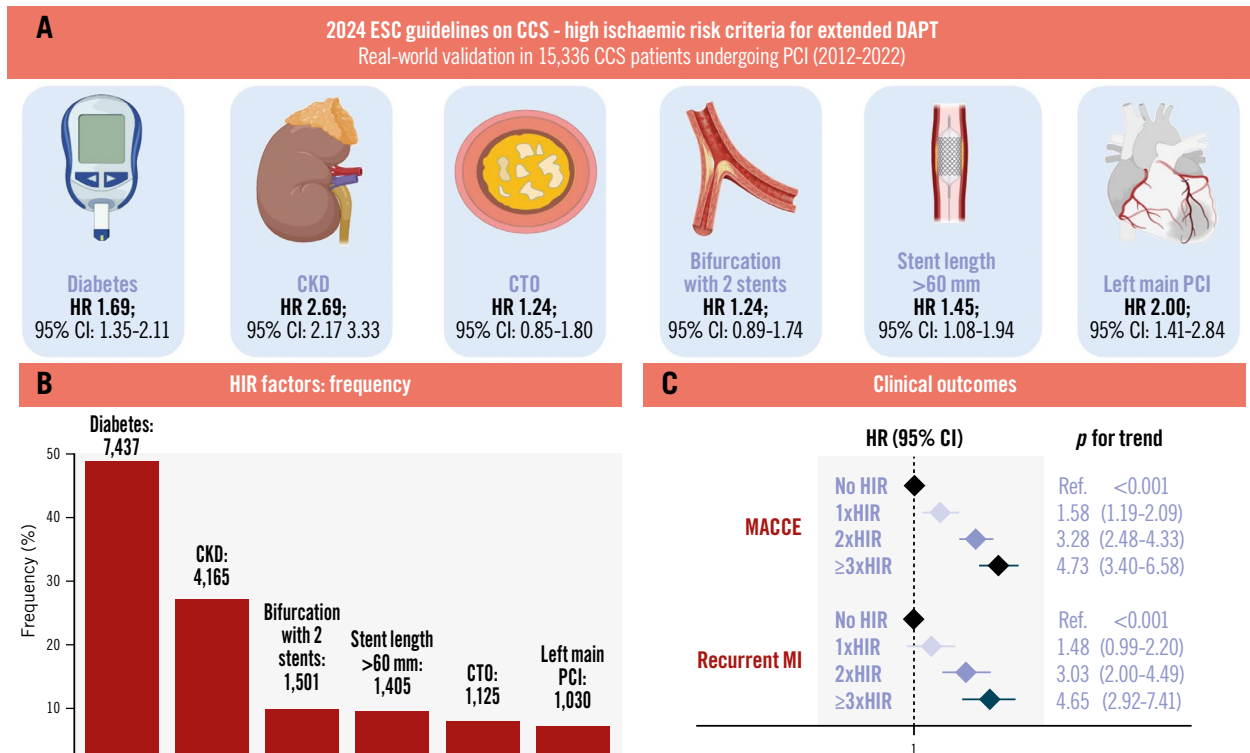 A
2024 ESC guidelines on CCS - high ischaemic risk criteria for extended DAPT
Real-world validation in 15,336 CCS patients undergoing PCI (2012-2022)
Diabetes
HR 1.69;
95% CI: 1.35-2.11
CKD
HR 2.69;
95% CI: 2.17 3.33
CTO
HR 1.24;
95% CI: 0.85-1.80
Bifurcation
with 2 stents
HR 1.24;
95% CI: 0.89-1.74
Stent length
>60 mm
HR 1.45;
95% CI: 1.08-1.94
Left main PCI
HR 2.00;
95% CI: 1.41-2.84
B
HIR factors: frequency
Frequency (%)
50
40
30
20
10
Diabetes:
7,437
CKD:
4,165
Bifurcation
with 2
stents:
1,501
Stent length
>60 mm:
1,405
CTO:
1,125
Left main
PCI:
1,030
C
Clinical outcomes
HR (95% CI)
p for trend
MACCE
No HIR Ref. <0.001
1xHIR 1.58 (1.19-2.09)
2xHIR 3.28 (2.48-4.33)
≥3xHIR 4.73 (3.40-6.58)
Recurrent MI
No HIR Ref. <0.001
1xHIR 1.48 (0.99-2.20)
2xHIR 3.03 (2.00-4.49)
≥3xHIR 4.65 (2.92-7.41)
1